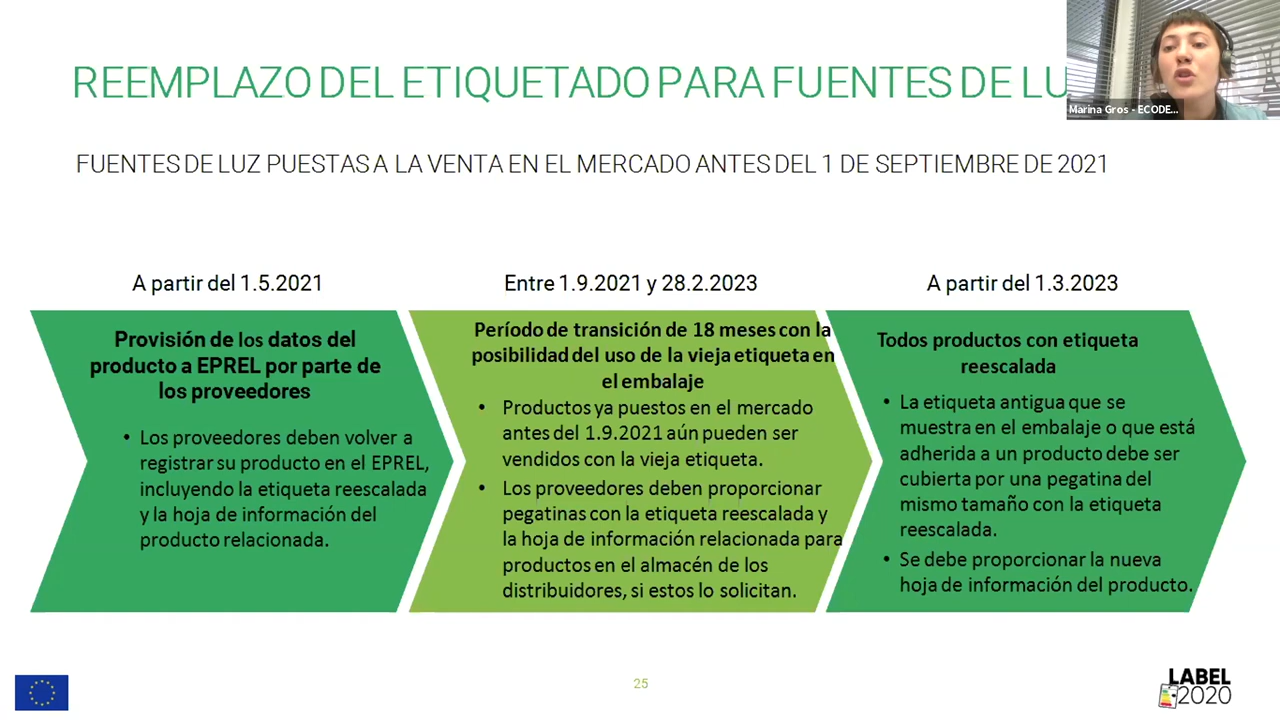 REEMPLAZO DEL ETIQUETADO PARA FUENTES DE LU
Marina Gros - ECODE...
FUENTES DE LUZ PUESTAS A LA VENTA EN EL MERCADO ANTES DEL 1 DE SEPTIEMBRE DE 2021
A partir del 1.5.2021
Provisión de los datos del
producto a EPREL por parte de
los proveedores
• Los proveedores deben volver a
registrar su producto en el EPREL,
incluyendo la etiqueta reescalada
y la hoja de información del
producto relacionada.
Entre 1.9.2021 y 28.2.2023
Período de transición de 18 meses con la
posibilidad del uso de la vieja etiqueta en
el embalaje
• Productos ya puestos en el mercado
antes del 1.9.2021 aún pueden ser
vendidos con la vieja etiqueta.
• Los proveedores deben proporcionar
pegatinas con la etiqueta reescalada y
la hoja de información relacionada para
productos en el almacén de los
distribuidores, si estos lo solicitan.
A partir del 1.3.2023
Todos productos con etiqueta
reescalada
• La etiqueta antigua que se
muestra en el embalaje o que está
adherida a un producto debe ser
cubierta por una pegatina del
mismo tamaño con la etiqueta
reescalada.
• Se debe proporcionar la nueva
hoja de información del producto.
25
LABEL
2020